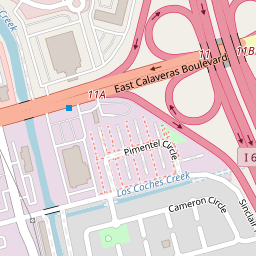 Creek
11
11B
East Calaveras Boulevard
11A
Pimentel Circle
I 6
Los Coches Creek
Cameron Circle
Sinclair